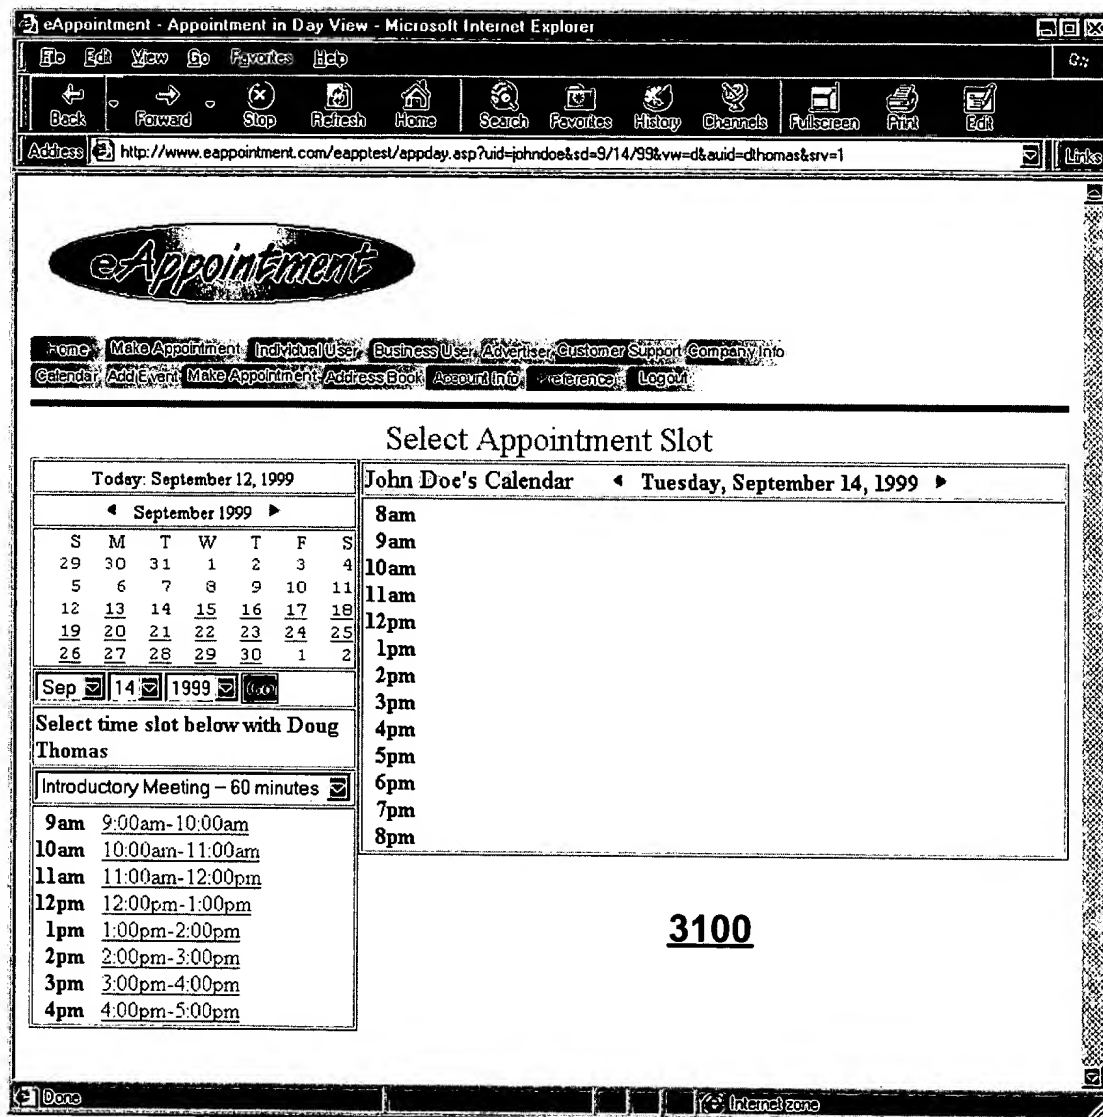 eAppointment - Appointment in Day View - Microsoft Internet Explorer
File Edit View Go Favorites Help
Back Forward Stop Refresh Home Search Favorites History Channels Fullscreen Print Edit
Address http://www.eappointment.com/eapptest/appday.asp?uid=johndoe&sd=9/14/99&vw=d&auid=dthomas&srv=1 Links
eAppointment
Home Make Appointment Individual User Business User Advertiser Customer Support Company Info
Calendar Add Event Make Appointment Address Book Account Info Preference Logout
Select Appointment Slot
Today: September 12, 1999
September 1999
S M T W T F S
29 30 31 1 2 3 4
5 6 7 8 9 10 11
12 13 14 15 16 17 18
19 20 21 22 23 24 25
26 27 28 29 30 1 2
Sep 14 1999 Go
Select time slot below with Doug
Thomas
Introductory Meeting – 60 minutes
9am 9:00am-10:00am
10am 10:00am-11:00am
11am 11:00am-12:00pm
12pm 12:00pm-1:00pm
1pm 1:00pm-2:00pm
2pm 2:00pm-3:00pm
3pm 3:00pm-4:00pm
4pm 4:00pm-5:00pm
John Doe's Calendar Tuesday, September 14, 1999
8am
9am
10am
11am
12pm
1pm
2pm
3pm
4pm
5pm
6pm
7pm
8pm
3100
Done Internet zone